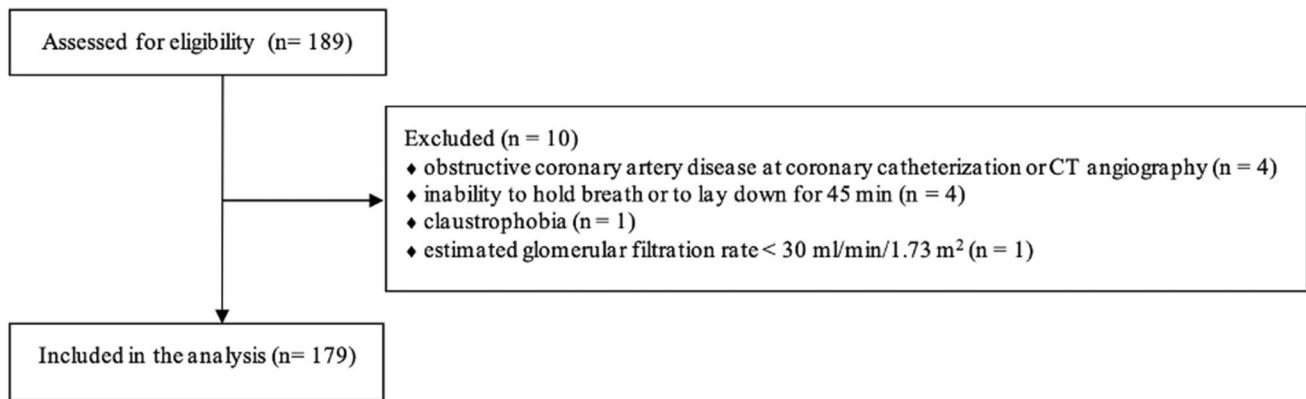 Assessed for eligibility (n= 189)
Excluded (n = 10)
♦ obstructive coronary artery disease at coronary catheterization or CT angiography (n = 4)
♦ inability to hold breath or to lay down for 45 min (n = 4)
♦ claustrophobia (n = 1)
♦ estimated glomerular filtration rate < 30 ml/min/1.73 m² (n = 1)
Included in the analysis (n= 179)